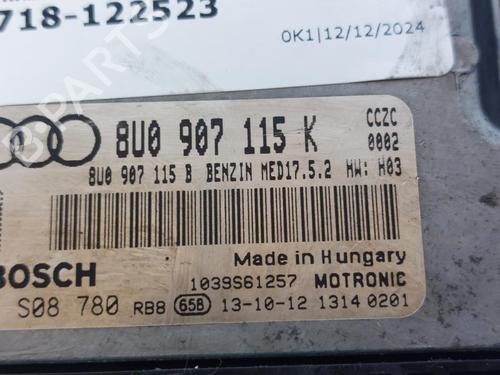 718-122523
OK1|12/12/2024
8U0 907 115 K
CCZC
0002
8U0 907 115 B BENZIN MED17.5.2 HW: H03
Made in Hungary
BOSCH
1039S61257 MOTRONIC
S08 780 RB8 65B 13-10-12 1314 0201